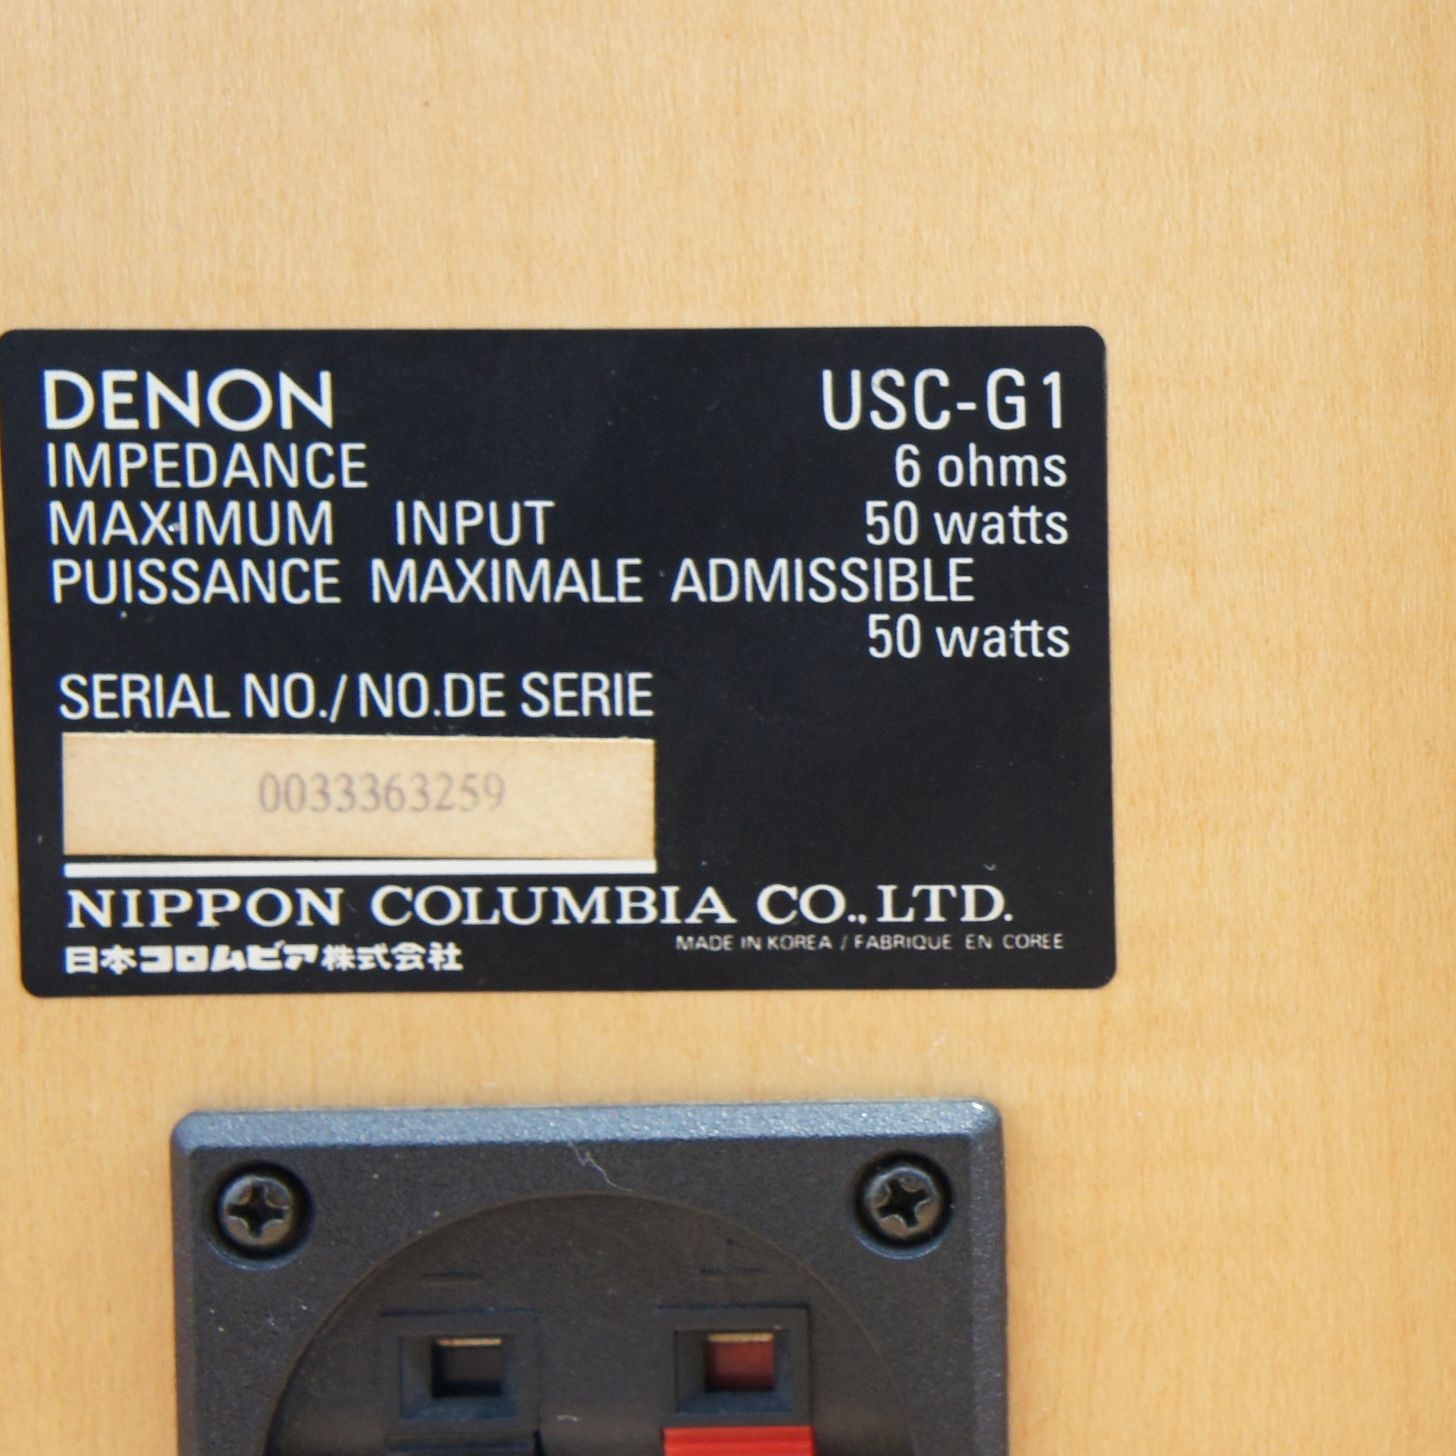 DENON USC-G1
IMPEDANCE 6 ohms
MAXIMUM INPUT 50 watts
PUISSANCE MAXIMALE ADMISSIBLE
50 watts
SERIAL NO./NO.DE SERIE
0033363259
NIPPON COLUMBIA CO.,LTD.
日本コロムビア株式会社 MADE IN KOREA / FABRIQUE EN COREE
- +